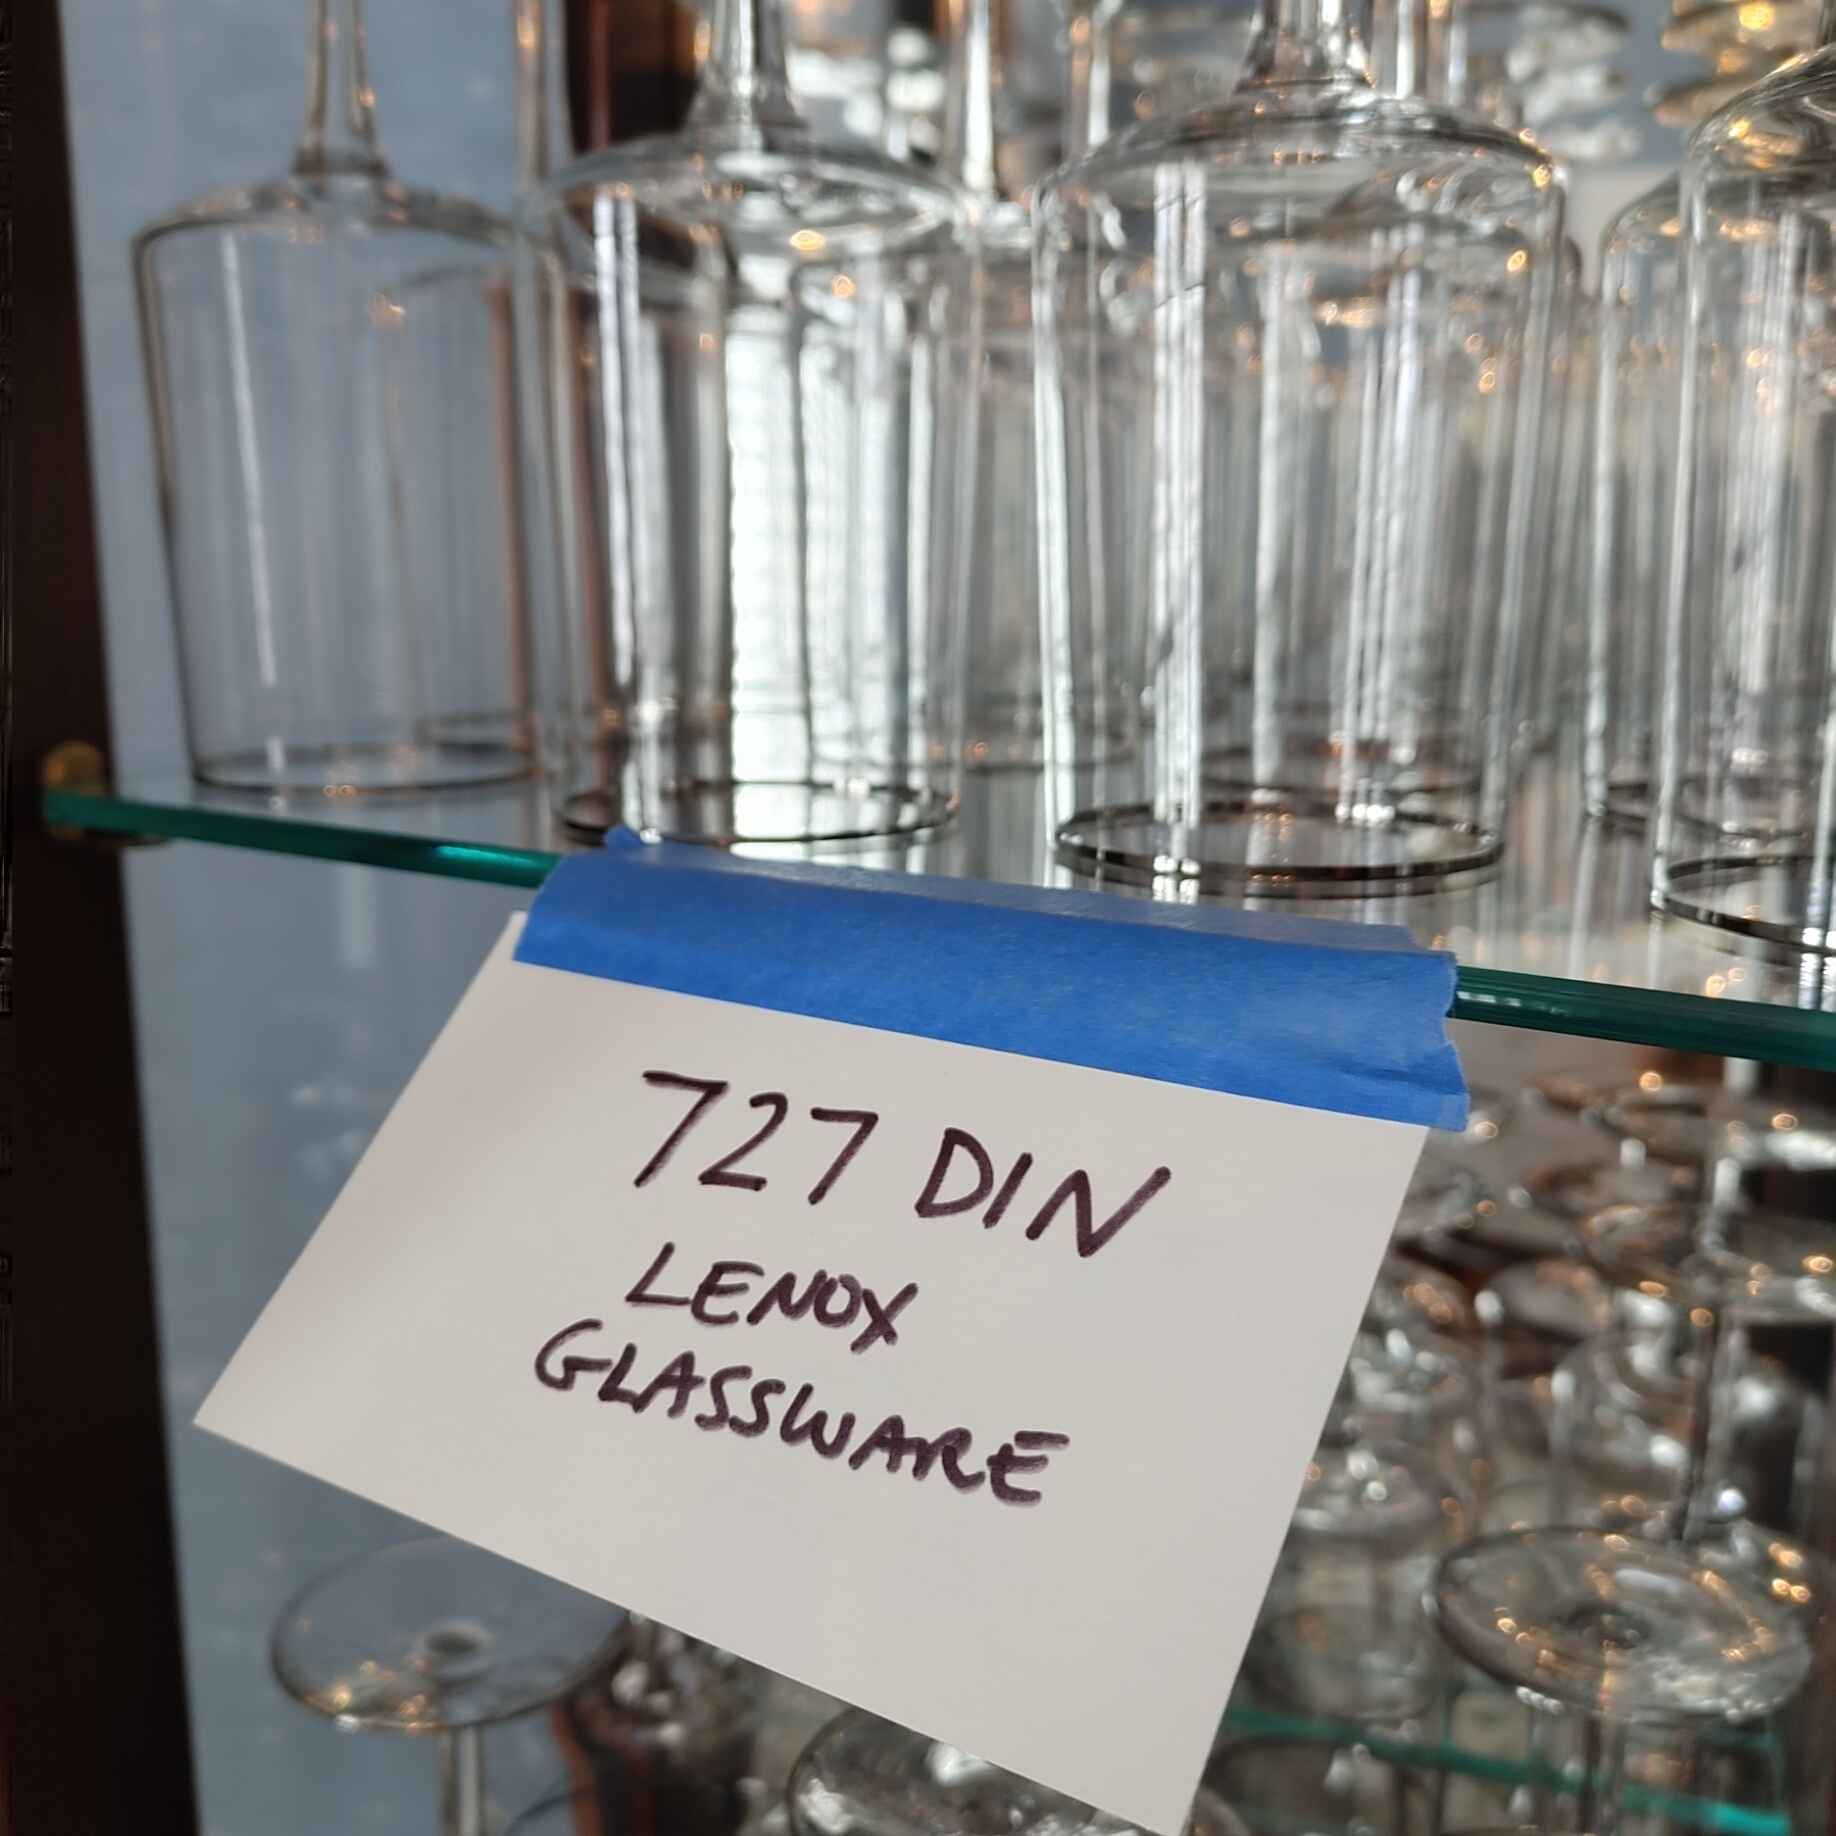 727 DIN
LENOX
GLASSWARE